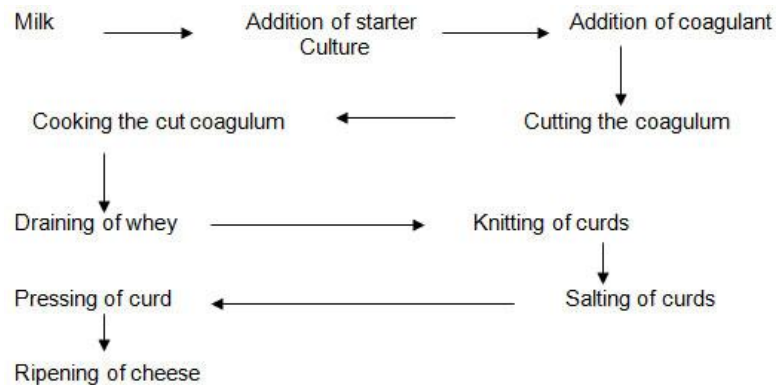 Milk
Addition of starter
Culture
Addition of coagulant
Cutting the coagulum
Cooking the cut coagulum
Draining of whey
Knitting of curds
Salting of curds
Pressing of curd
Ripening of cheese